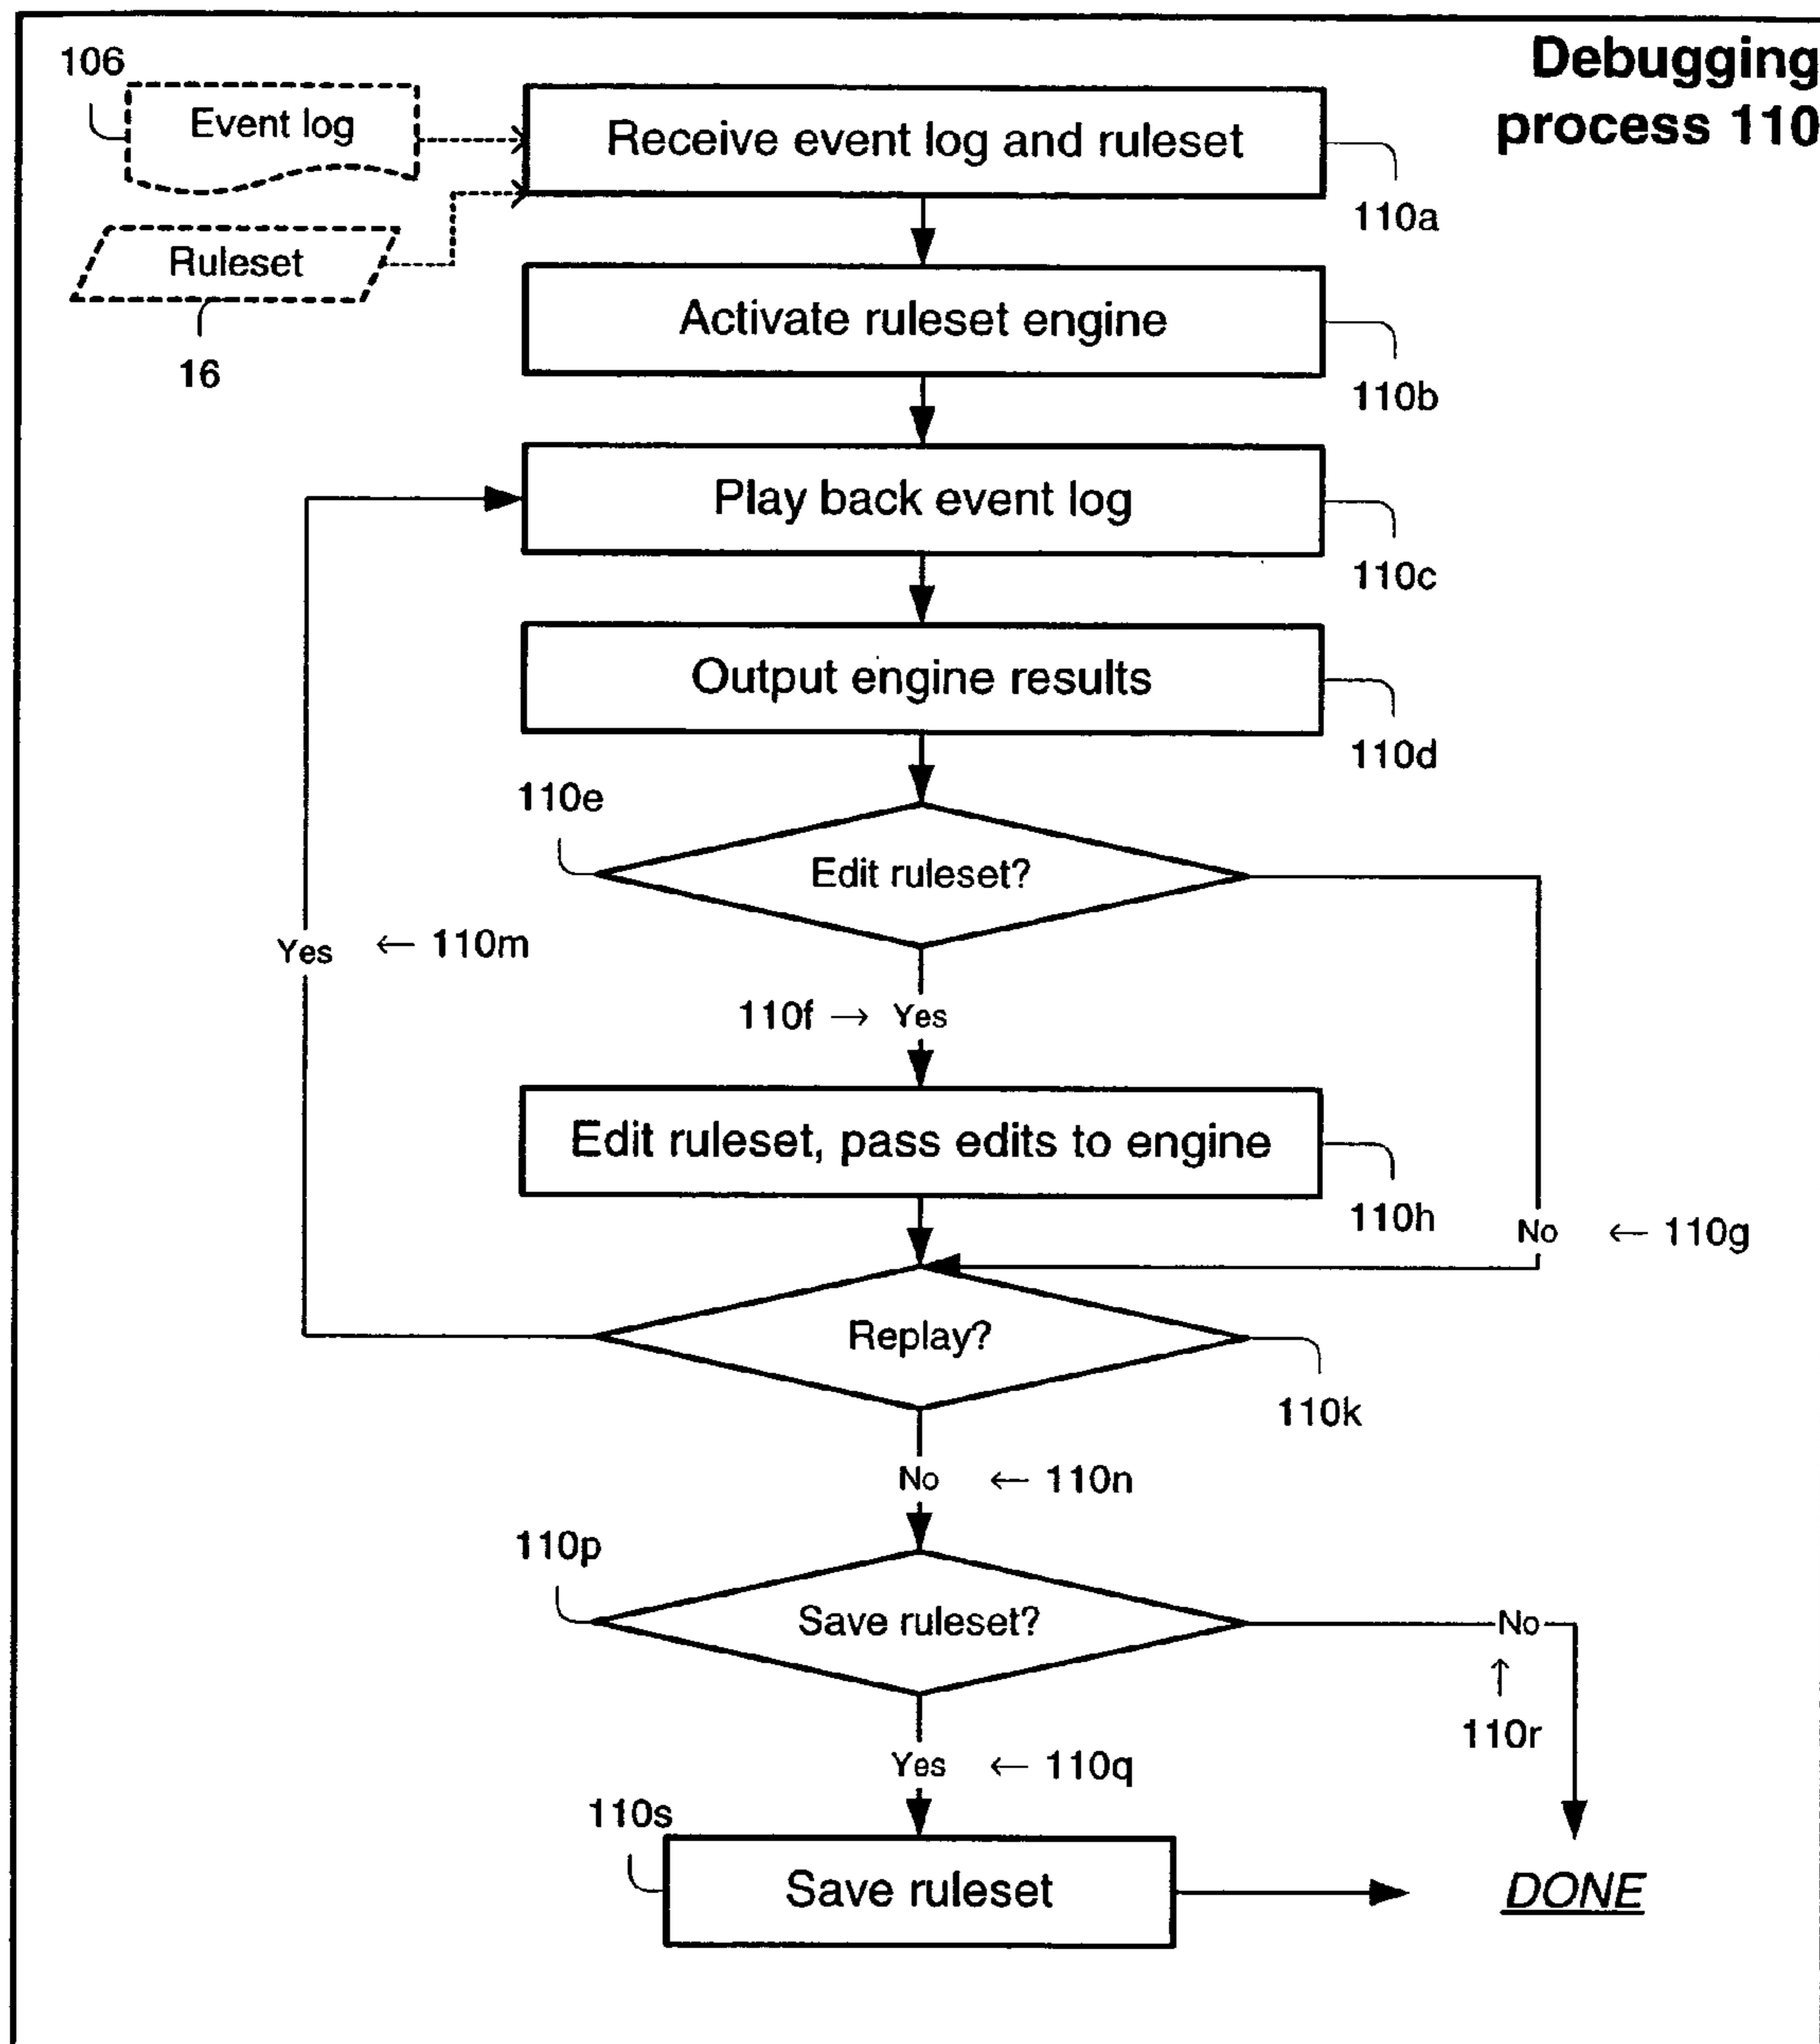 Debugging
process 110
106
Event log
Receive event log and ruleset
110a
Ruleset
16
Activate ruleset engine
110b
Play back event log
110c
Output engine results
110d
110e
Edit ruleset?
Yes ← 110m
110f → Yes
Edit ruleset, pass edits to engine
110h
No ← 110g
Replay?
110k
No ← 110n
110p
Save ruleset?
No
↑
110r
Yes ← 110q
110s
Save ruleset
DONE